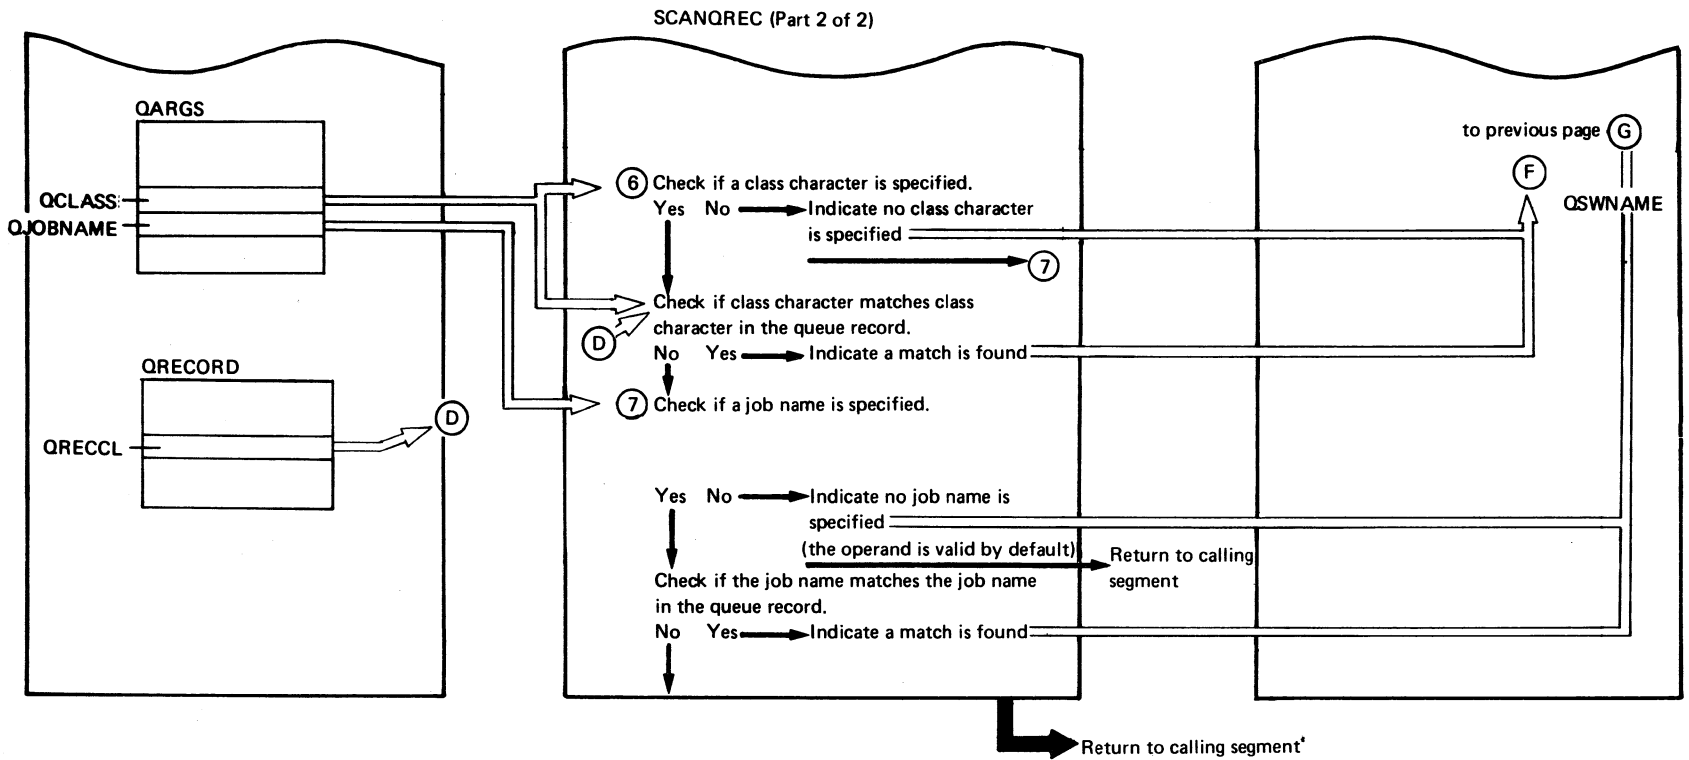 SCANQREC (Part 2 of 2)
QARGS
QCLASS
QJOBNAME
QRECORD
QRECCL
D
6 Check if a class character is specified.
Yes No Indicate no class character
is specified
7
Check if class character matches class
D character in the queue record.
No Yes Indicate a match is found
7 Check if a job name is specified.
Yes No Indicate no job name is
specified
(the operand is valid by default)
Return to calling
segment
Check if the job name matches the job name
in the queue record.
No Yes Indicate a match is found
Return to calling segment
to previous page G
F
QSWNAME